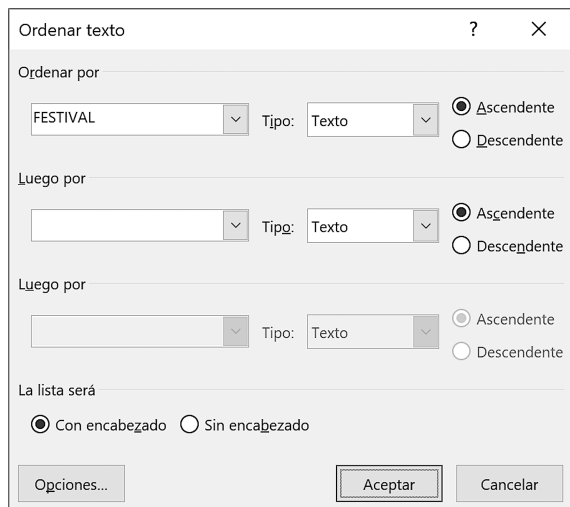 Ordenar texto ?
Ordenar por
FESTIVAL Tipo: Texto Ascendente
Descendente
Luego por
Tipo: Texto Ascendente
Descendente
Luego por
Tipo: Texto Ascendente
Descendente
La lista será
Con encabezado Sin encabezado
Opciones... Aceptar Cancelar